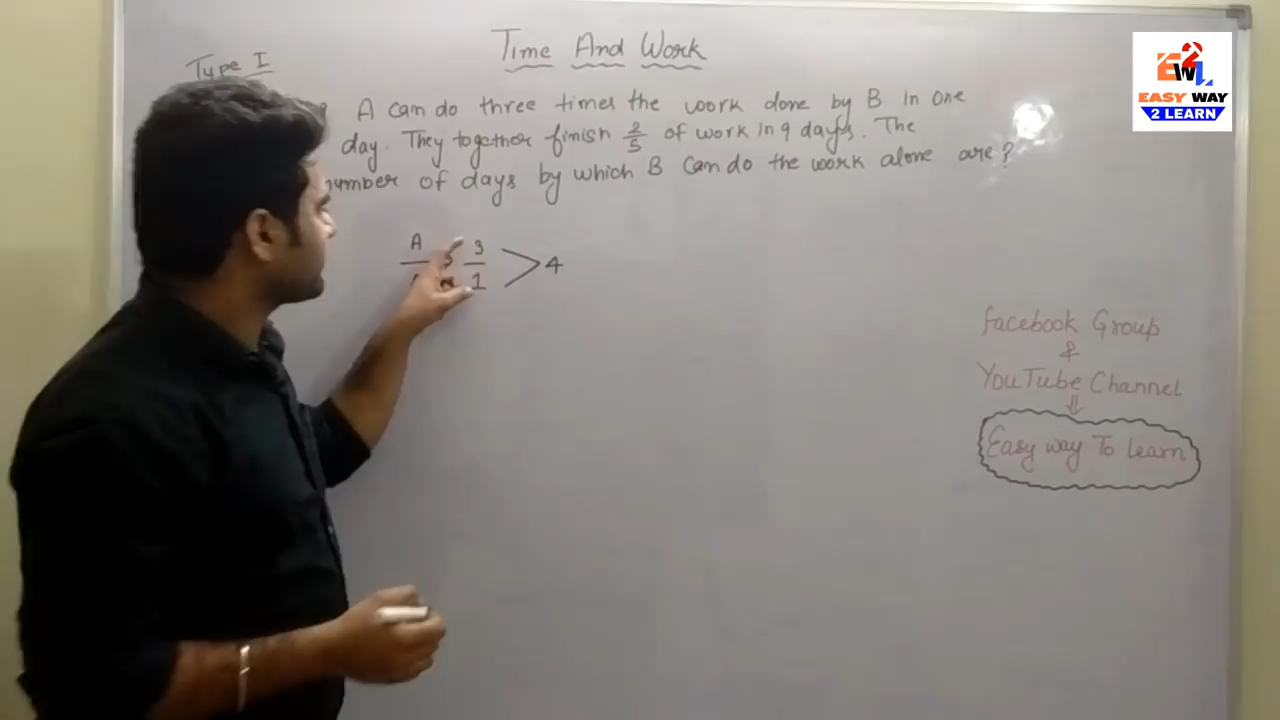 Time And Work
Type I
A can do three times the work done by B in one
day. They together finish 2/5 of work in 9 days. The
number of days by which B can do the work alone are?
A 3
1 > 4
E2L
W
EASY WAY
2 LEARN
facebook Group
&
YouTube Channel
⇓
Easy way To learn